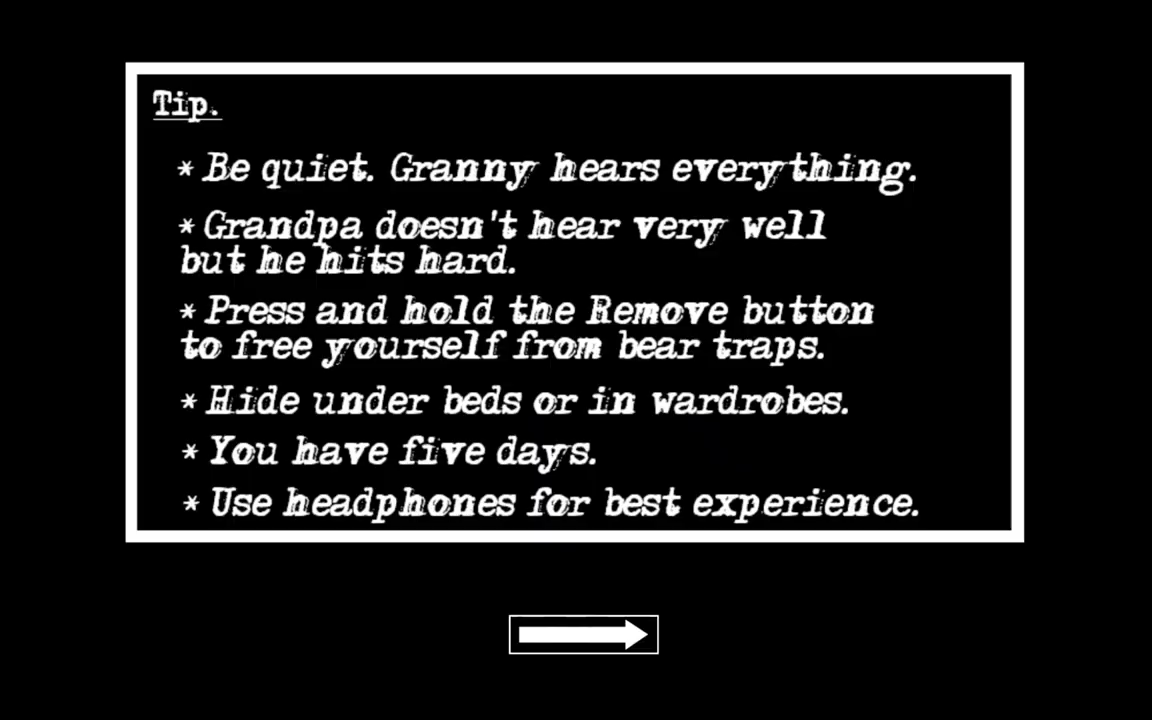 Tip.
* Be quiet. Granny hears everything.
* Grandpa doesn't hear very well
but he hits hard.
* Press and hold the Remove button
to free yourself from bear traps.
* Hide under beds or in wardrobes.
* You have five days.
* Use headphones for best experience.